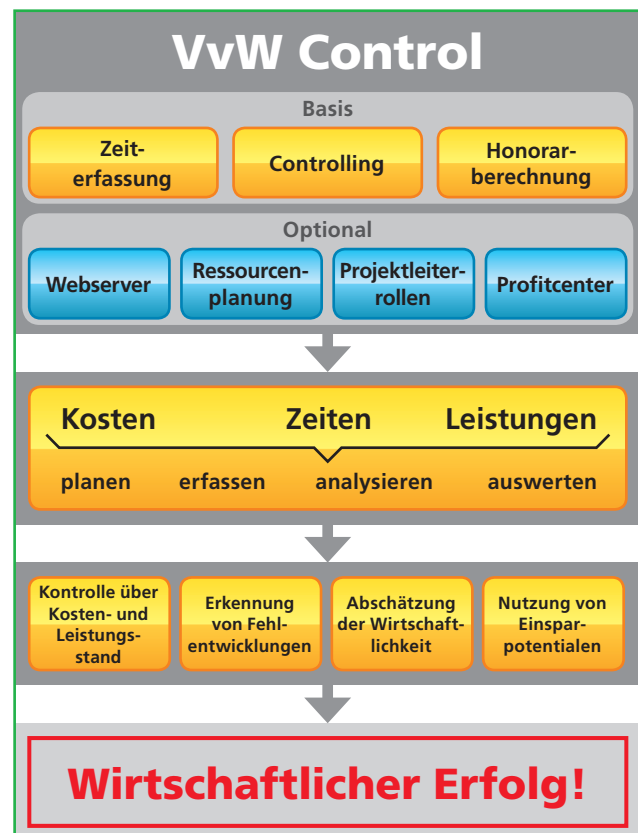 VvW Control
Basis
Zeit-
erfassung
Controlling
Honorar-
berechnung
Optional
Webserver
Ressourcen-
planung
Projektleiter-
rollen
Profitcenter
Kosten Zeiten Leistungen
planen erfassen analysieren auswerten
Kontrolle über
Kosten- und
Leistungs-
stand
Erkennung
von Fehl-
entwicklungen
Abschätzung
der Wirtschaft-
lichkeit
Nutzung von
Einspar-
potentialen
Wirtschaftlicher Erfolg!